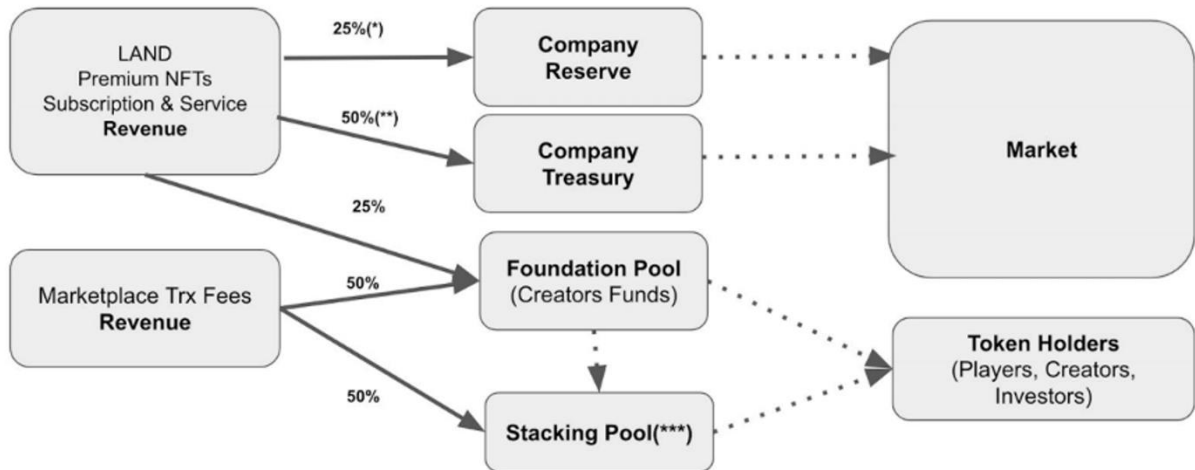 LAND
Premium NFTs
Subscription & Service
Revenue
25%(*)
Company
Reserve
50%(**)
Company
Treasury
Market
25%
Marketplace Trx Fees
Revenue
50%
Foundation Pool
(Creators Funds)
50%
Stacking Pool(***)
Token Holders
(Players, Creators,
Investors)